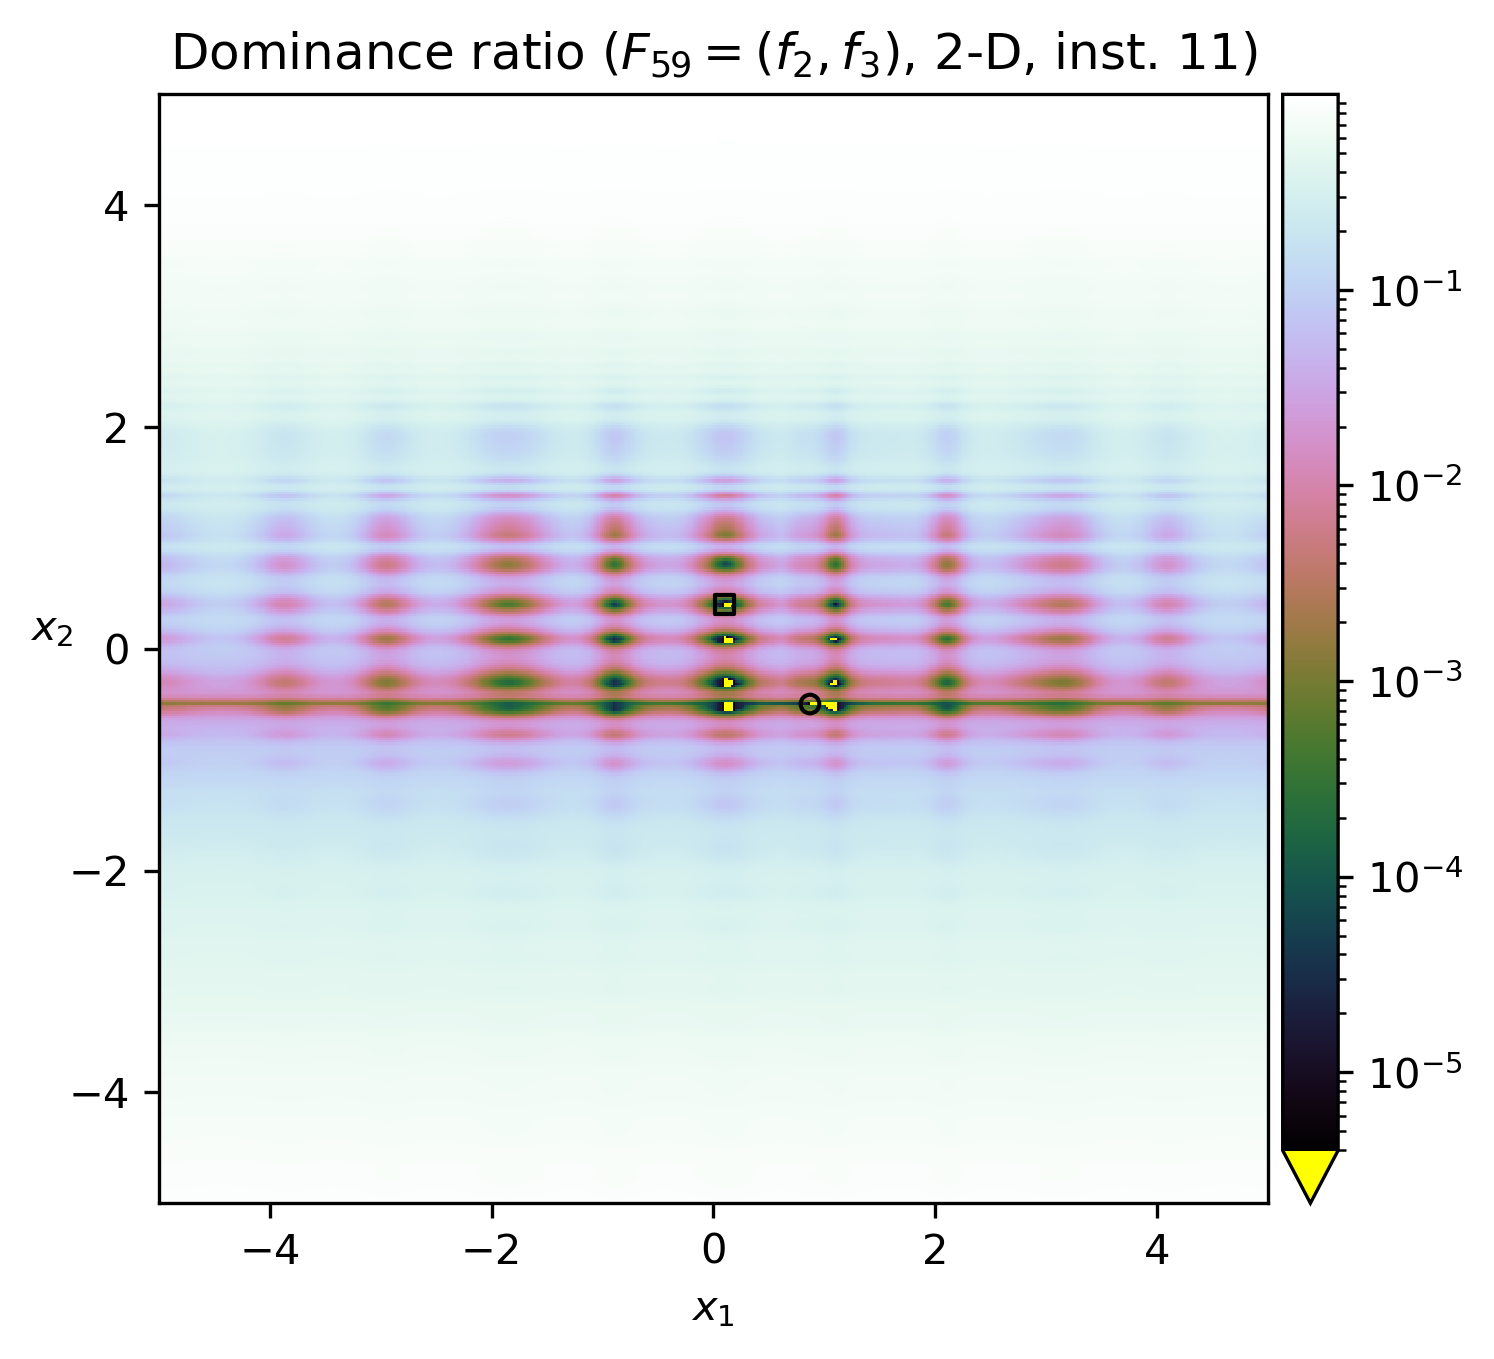 Dominance ratio (F₅₉ = (f₂, f₃), 2-D, inst. 11)
4
2
0
−2
−4
x₂
−4 −2 0 2 4
x₁
10⁻¹
10⁻²
10⁻³
10⁻⁴
10⁻⁵